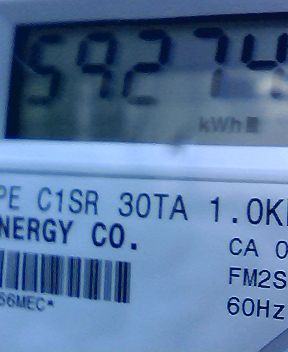 59274
kWh
PE C1SR 30TA 1.0K
NERGY CO.
CA 0
FM2S
56MEC*
60Hz